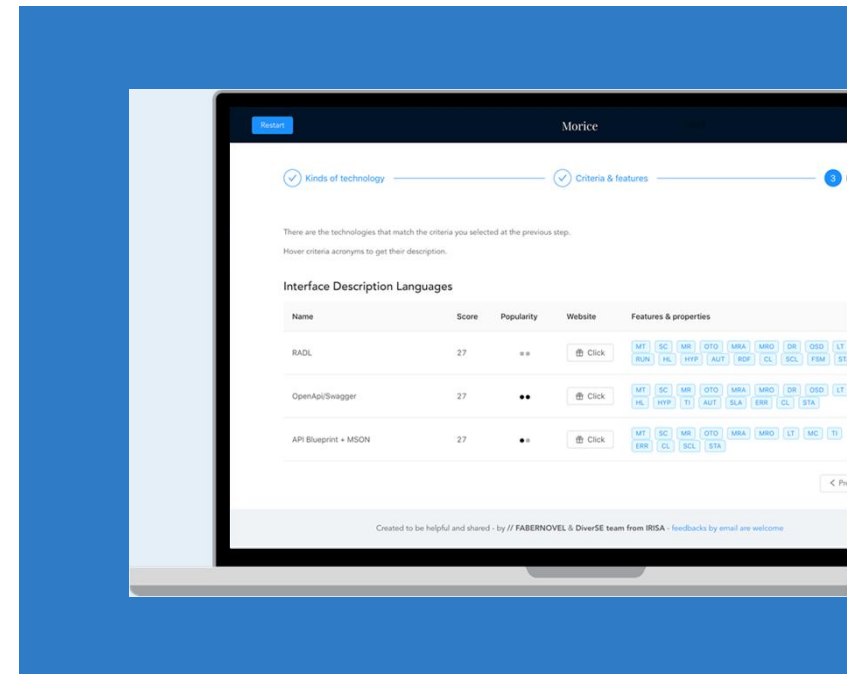 Restart
Morice
Kinds of technology
Criteria & features
3
There are the technologies that match the criteria you selected at the previous step.
Hover criteria acronyms to get their description.
Interface Description Languages
Name Score Popularity Website Features & properties
RADL 27 Click
MT SC MR OTO MRA MRO DR OSD LT
RUN HL HYP AUT RDF CL SCL FSM
OpenApi/Swagger 27 Click
MT SC MR OTO MRA MRO DR OSD LT
HL HYP TI AUT SLA ERR CL STA
API Blueprint + MSON 27 Click
MT SC MR OTO MRA MRO LT MC TI
ERR CL SCL STA
Created to be helpful and shared - by // FABERNOVEL & DiverSE team from IRISA - feedbacks by email are welcome